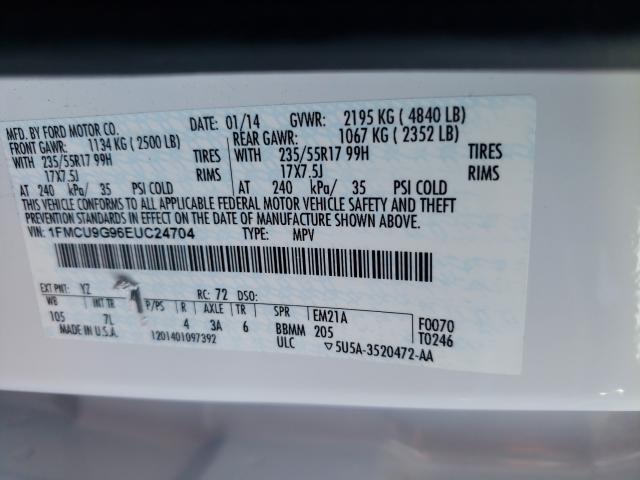 MFD. BY FORD MOTOR CO. DATE: 01/14 GVWR: 2195 KG ( 4840 LB)
FRONT GAWR: 1134 KG ( 2500 LB) REAR GAWR: 1067 KG ( 2352 LB)
WITH 235/55R17 99H TIRES WITH 235/55R17 99H TIRES
17X7.5J RIMS 17X7.5J RIMS
AT 240 kPa/ 35 PSI COLD AT 240 kPa/ 35 PSI COLD
THIS VEHICLE CONFORMS TO ALL APPLICABLE FEDERAL MOTOR VEHICLE SAFETY AND THEFT
PREVENTION STANDARDS IN EFFECT ON THE DATE OF MANUFACTURE SHOWN ABOVE.
VIN: 1FMCU9G96EUC24704 TYPE: MPV
EXT PNT: YZ RC: 72 DSO:
WB INT TR P/PS R AXLE TR SPR EM21A F0070
105 7L 4 3A 6 BBMM 205 T0246
MADE IN U.S.A. 1201401097392 ULC 5U5A-3520472-AA